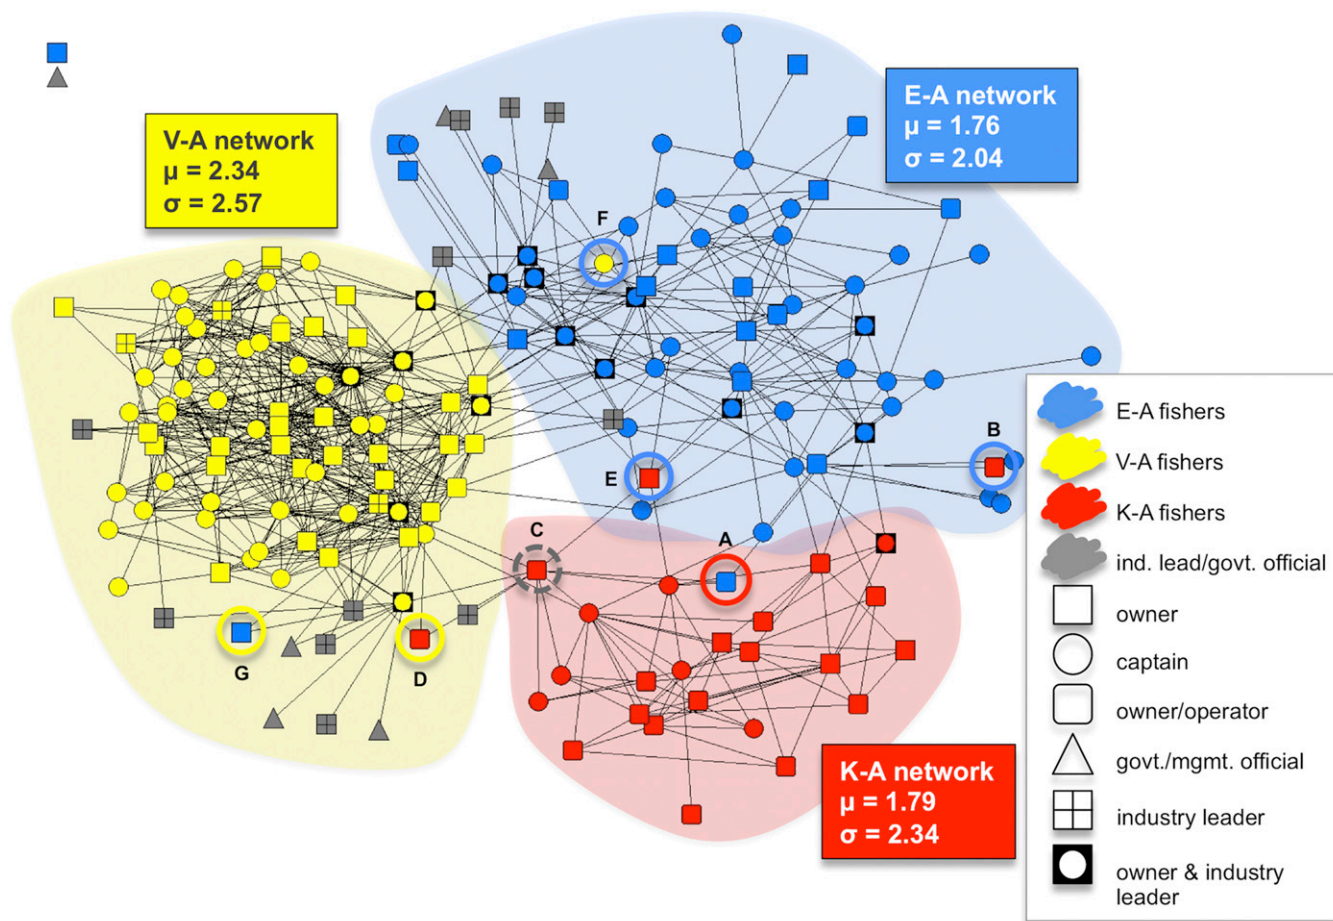 E-A network
μ = 1.76
σ = 2.04
V-A network
μ = 2.34
σ = 2.57
F
B
E
C
A
G
D
K-A network
μ = 1.79
σ = 2.34
E-A fishers
V-A fishers
K-A fishers
ind. lead/govt. official
owner
captain
owner/operator
govt./mgmt. official
industry leader
owner & industry
leader